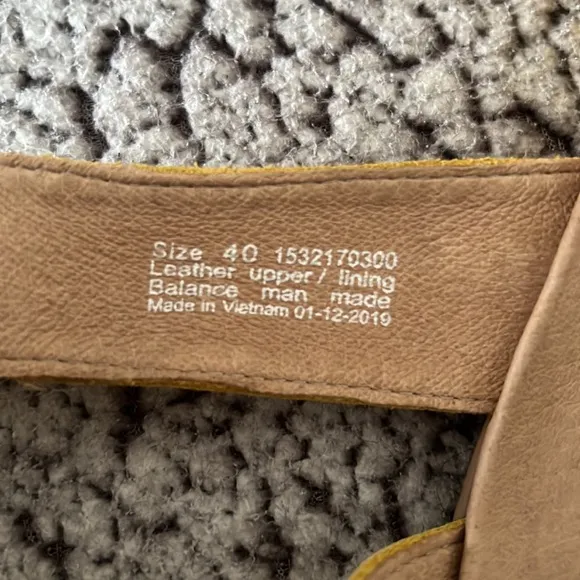 Size 40 1532170300
Leather upper/ lining
Balance man made
Made in Vietnam 01-12-2019